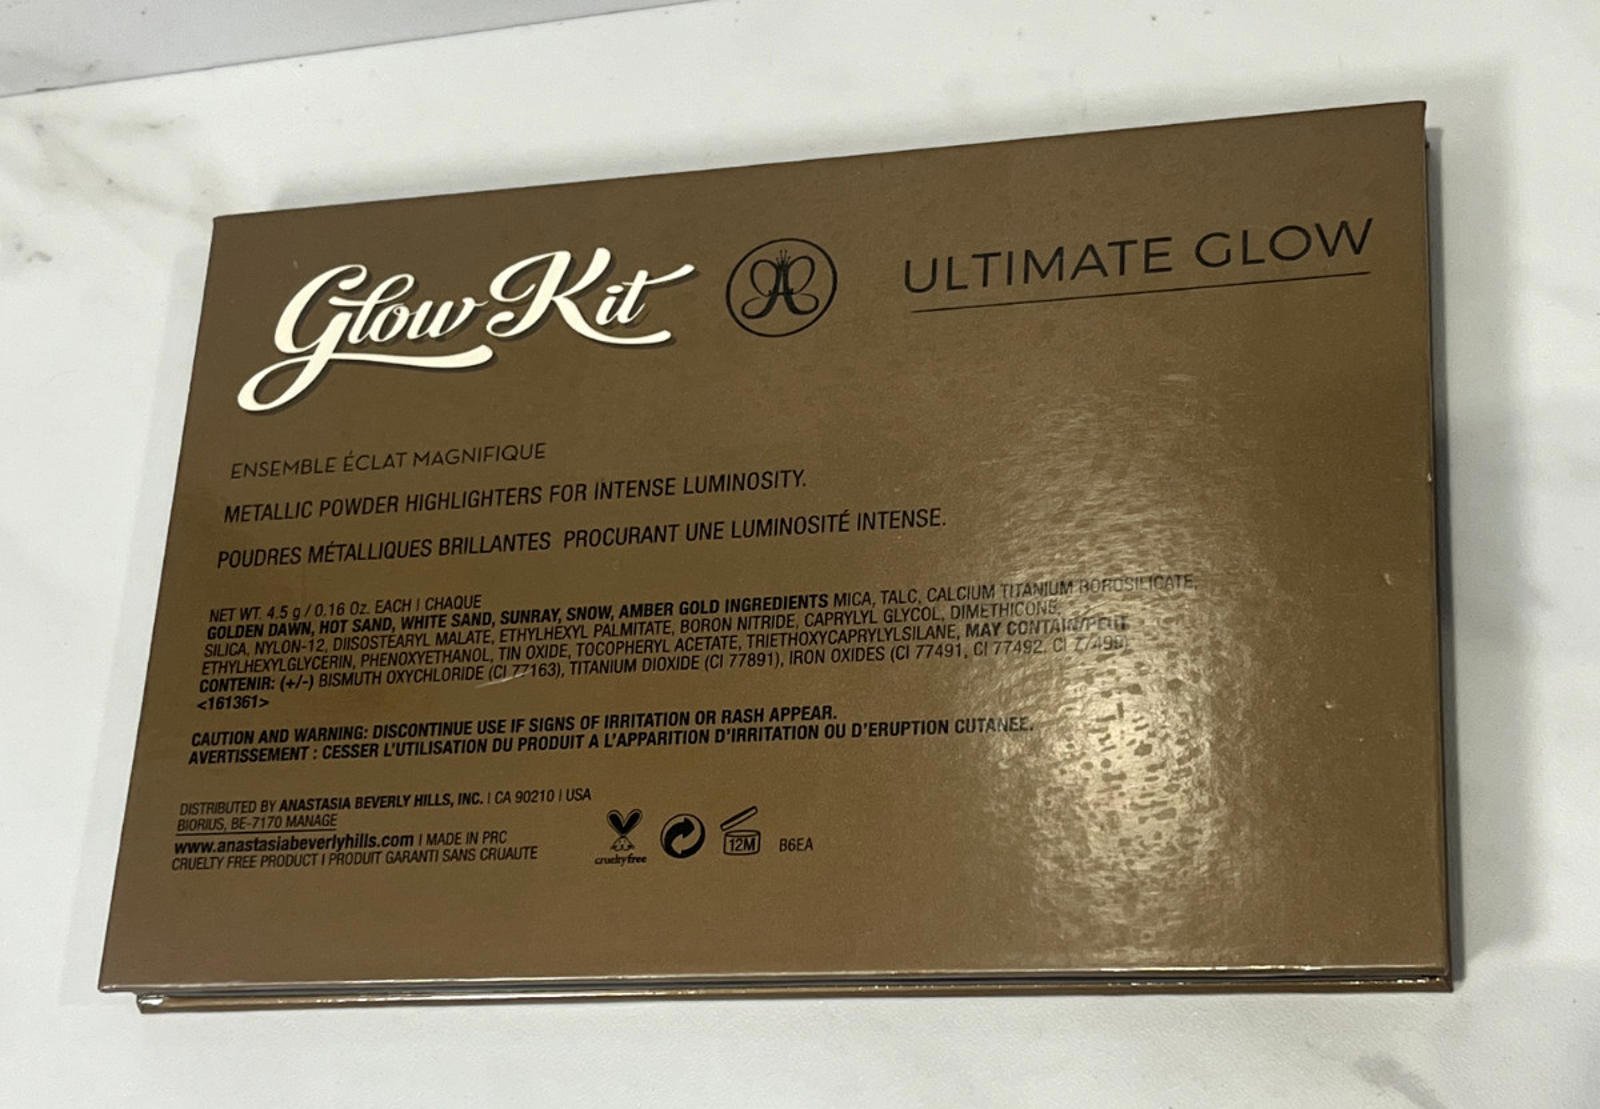 Glow Kit
ULTIMATE GLOW
ENSEMBLE ÉCLAT MAGNIFIQUE
METALLIC POWDER HIGHLIGHTERS FOR INTENSE LUMINOSITY.
POUDRES MÉTALLIQUES BRILLANTES PROCURANT UNE LUMINOSITÉ INTENSE.
NET WT. 4.5 g / 0.16 Oz. EACH | CHAQUE
GOLDEN DAWN, HOT SAND, WHITE SAND, SUNRAY, SNOW, AMBER GOLD INGREDIENTS MICA, TALC, CALCIUM TITANIUM BOROSILICATE,
SILICA, NYLON-12, DIISOSTEARYL MALATE, ETHYLHEXYL PALMITATE, BORON NITRIDE, CAPRYLYL GLYCOL, DIMETHICONE,
ETHYLHEXYLGLYCERIN, PHENOXYETHANOL, TIN OXIDE, TOCOPHERYL ACETATE, TRIETHOXYCAPRYLYLSILANE, MAY CONTAIN/PEUT
CONTENIR: (+/-) BISMUTH OXYCHLORIDE (CI 77163), TITANIUM DIOXIDE (CI 77891), IRON OXIDES (CI 77491, CI 77492, CI 77499)
<161361>
CAUTION AND WARNING: DISCONTINUE USE IF SIGNS OF IRRITATION OR RASH APPEAR.
AVERTISSEMENT : CESSER L'UTILISATION DU PRODUIT A L'APPARITION D'IRRITATION OU D'ERUPTION CUTANEE.
DISTRIBUTED BY ANASTASIA BEVERLY HILLS, INC. | CA 90210 | USA
BIORIUS, BE-7170 MANAGE
www.anastasiabeverlyhills.com | MADE IN PRC
CRUELTY FREE PRODUCT | PRODUIT GARANTI SANS CRUAUTE
crueltyfree
12M
B6EA